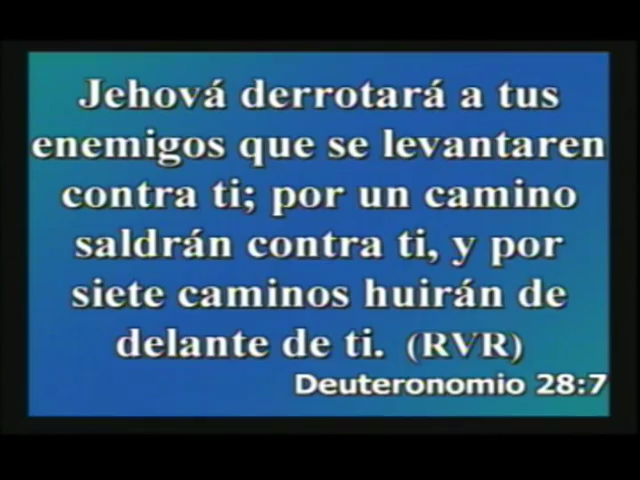 Jehová derrotará a tus
enemigos que se levantaren
contra ti; por un camino
saldrán contra ti, y por
siete caminos huirán de
delante de ti. (RVR)
Deuteronomio 28:7